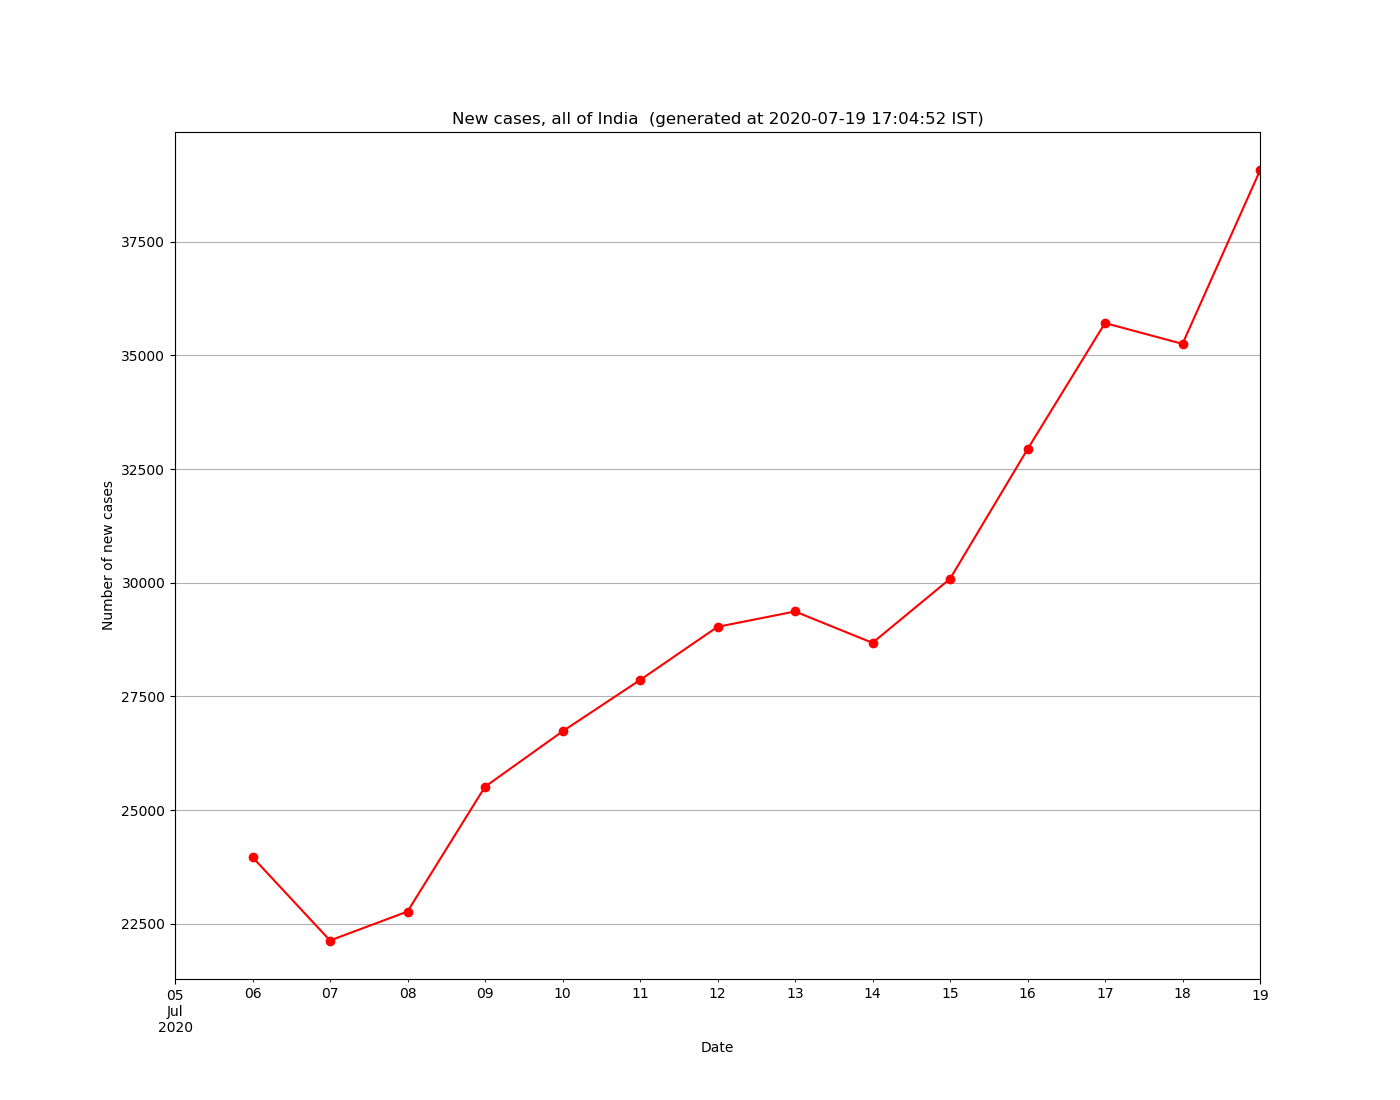 New cases, all of India  (generated at 2020-07-19 17:04:52 IST)
37500
35000
32500
30000
27500
25000
22500
Number of new cases
05 06 07 08 09 10 11 12 13 14 15 16 17 18 19
Jul
2020
Date